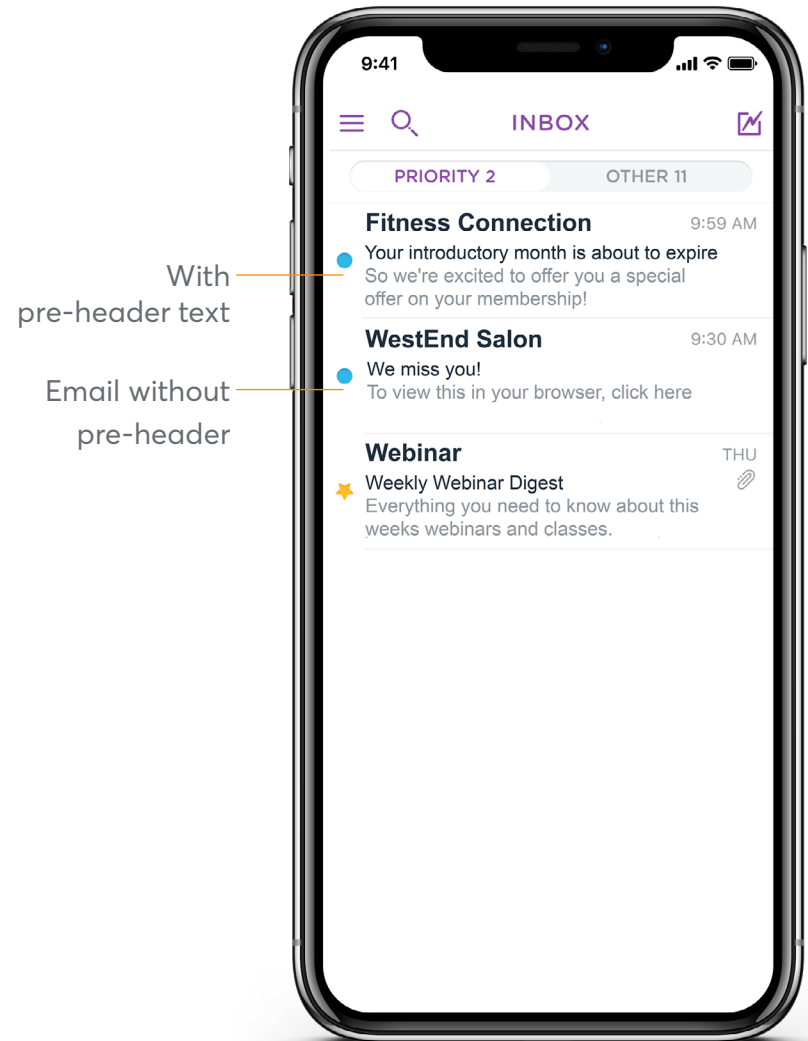 9:41
INBOX
PRIORITY 2
OTHER 11
Fitness Connection
9:59 AM
Your introductory month is about to expire
So we're excited to offer you a special
offer on your membership!
With
pre-header text
WestEnd Salon
9:30 AM
We miss you!
To view this in your browser, click here
Email without
pre-header
Webinar
THU
Weekly Webinar Digest
Everything you need to know about this
weeks webinars and classes.